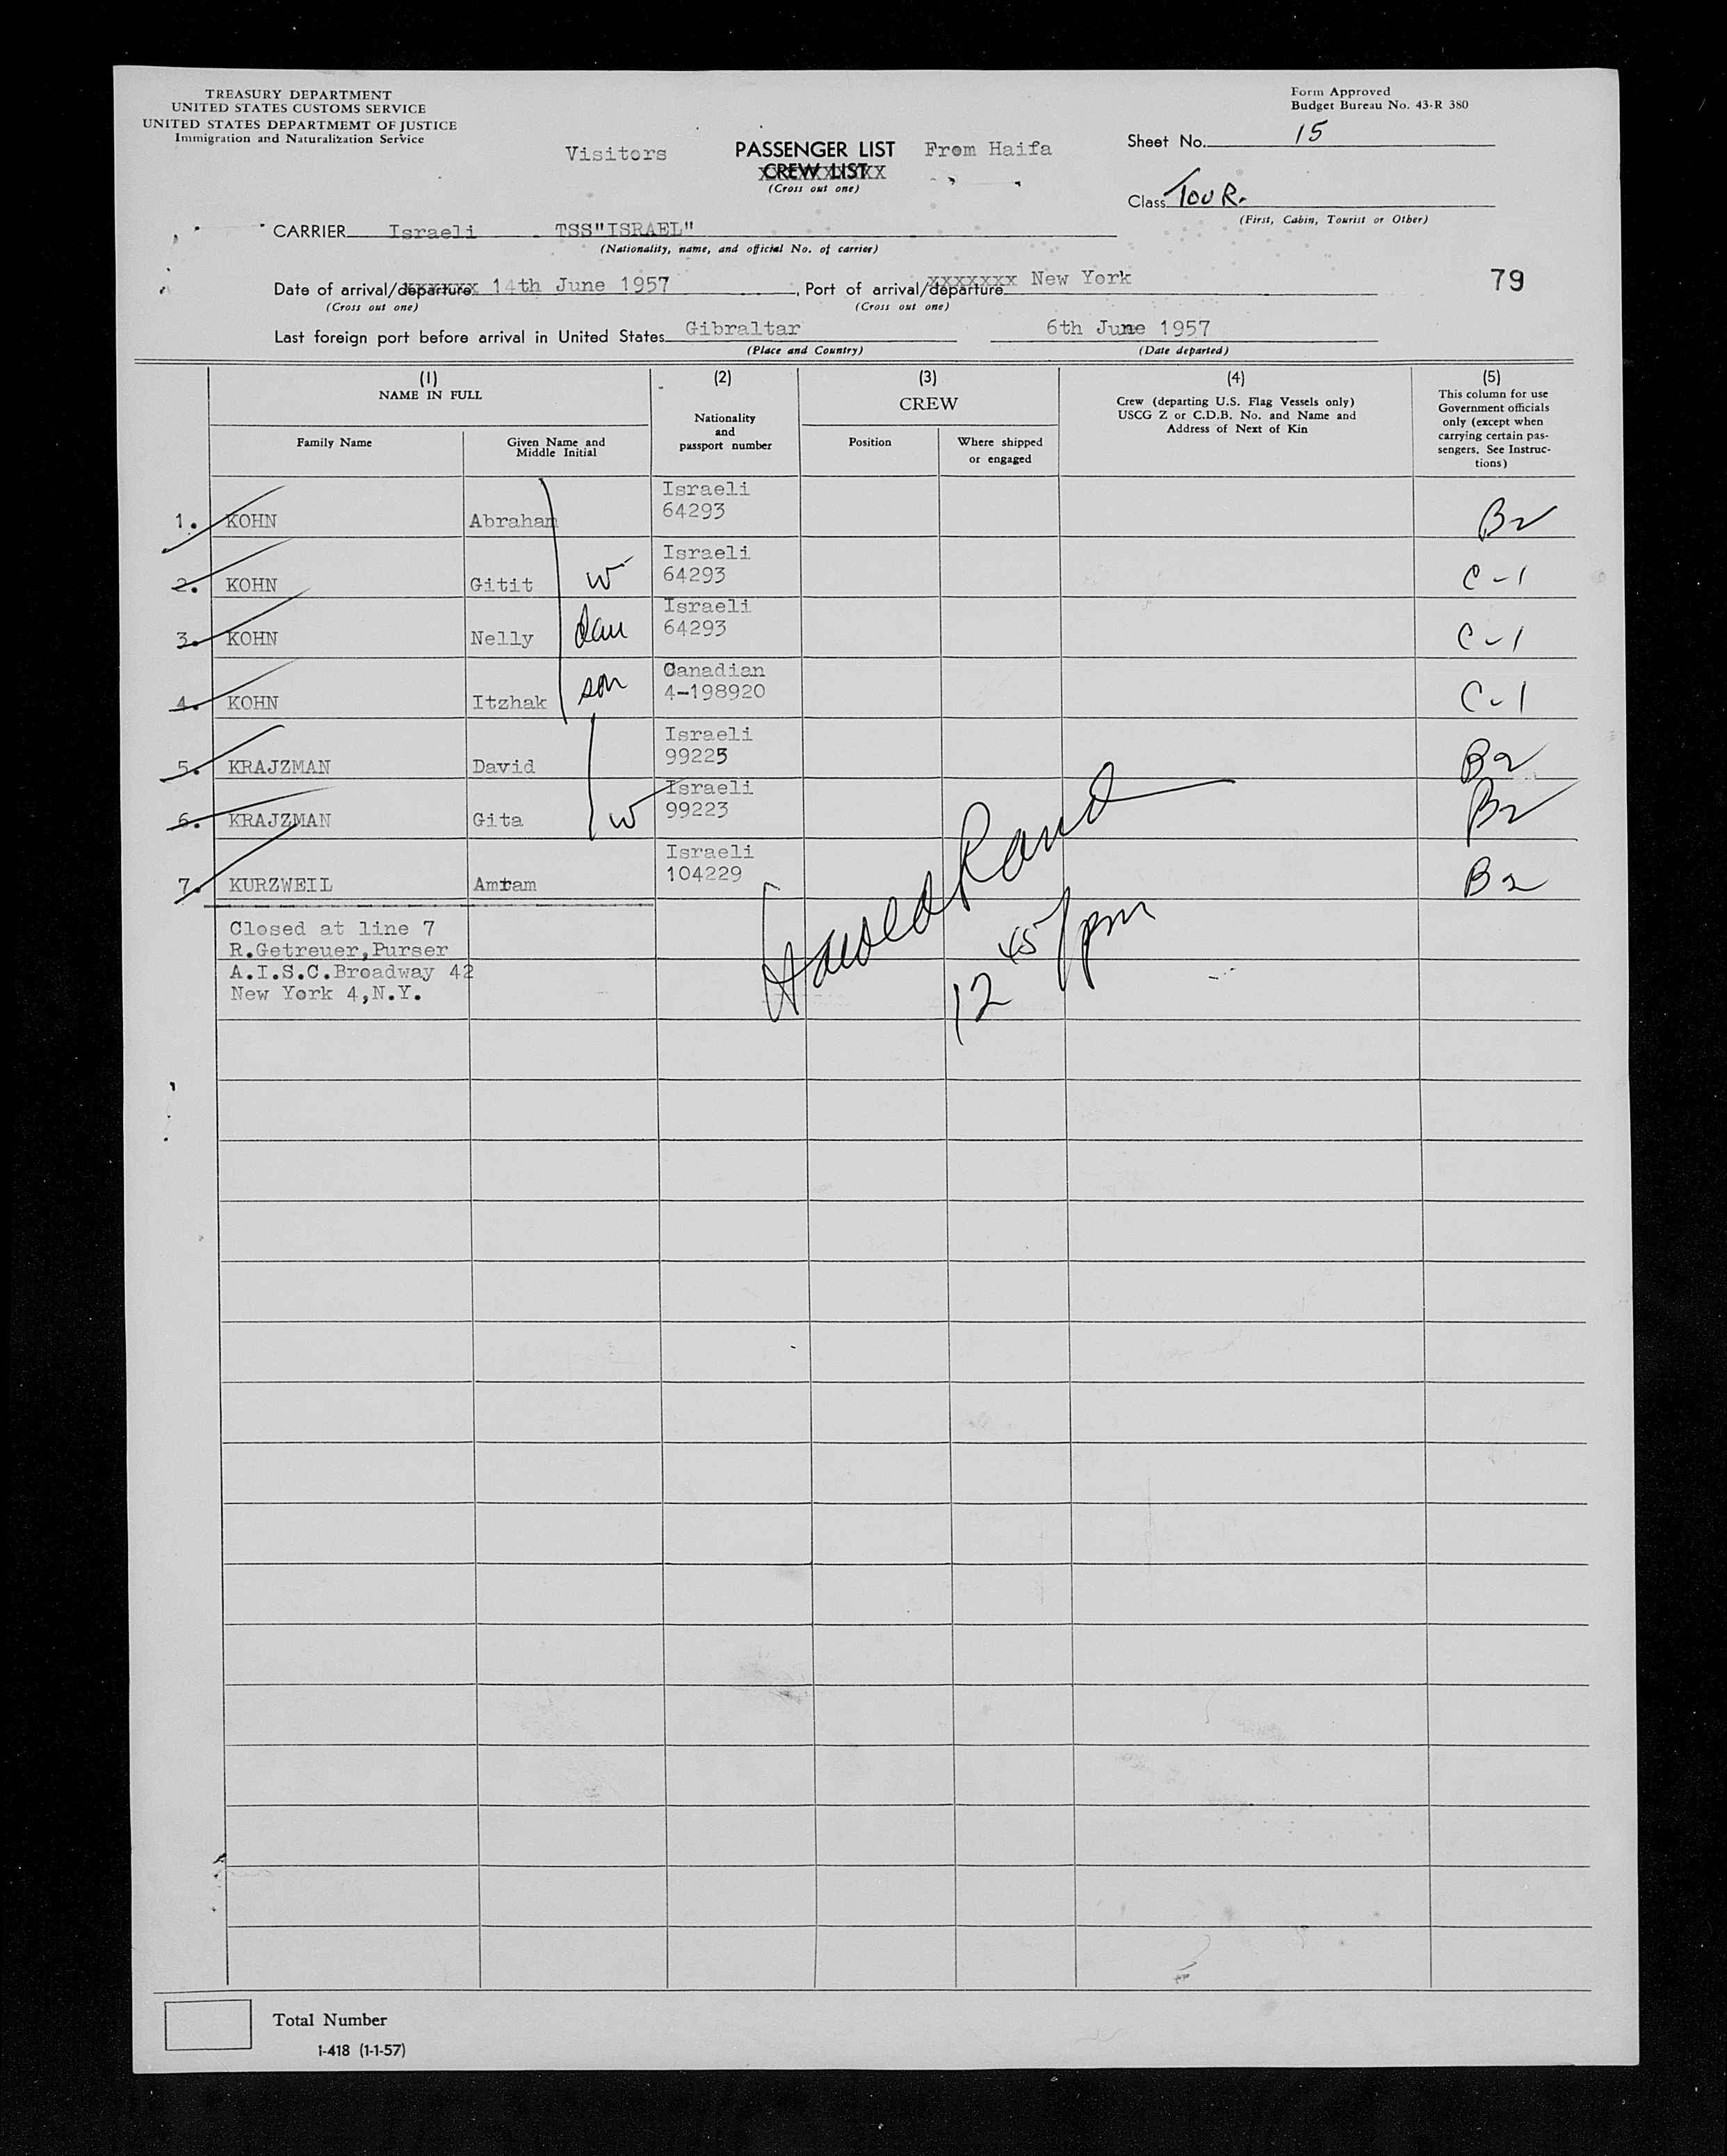 TREASURY DEPARTMENT
UNITED STATES CUSTOMS SERVICE
UNITED STATES DEPARTMEMT OF JUSTICE
Immigration and Naturalization Service
Form Approved
Budget Bureau No. 43-R 380
Visitors PASSENGER LIST From Haifa
CREW LIST
(Cross out one)
Sheet No. 15
Class Tour.
(First, Cabin, Tourist or Other)
CARRIER Israeli TSS"ISRAEL"
(Nationality, name, and official No. of carrier)
79
Date of arrival/departure 14th June 1957, Port of arrival/departure New York
(Cross out one) (Cross out one)
Last foreign port before arrival in United States Gibraltar 6th June 1957
(Place and Country) (Date departed)
(1) (2) (3) (4) (5)
NAME IN FULL
Family Name
Given Name and
Middle Initial
Nationality
and
passport number
CREW
Position
Where shipped
or engaged
Crew (departing U.S. Flag Vessels only)
USCG Z or C.D.B. No. and Name and
Address of Next of Kin
This column for use
Government officials
only (except when
carrying certain pas-
sengers. See Instruc-
tions)
Israeli
1. KOHN Abraham 64293 B2
Israeli
2. KOHN Gitit W 64293 C-1
Israeli
3. KOHN Nelly dau 64293 C-1
Canadian
4. KOHN Itzhak son 4-198920 C-1
Israeli
5. KRAJZMAN David 99225 B2
Israeli
6. KRAJZMAN Gita W 99223 B2
Israeli
7. KURZWEIL Amram 104229 B2
Closed at line 7
R.Getreuer,Purser
A.I.S.C.Broadway 42
New York 4,N.Y.
Harold Rand
12 45 pm
Total Number
I-418 (1-1-57)